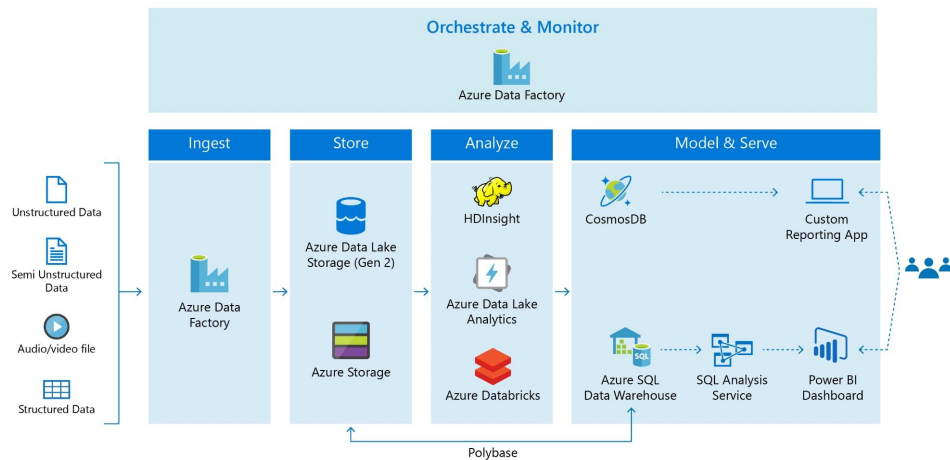 Orchestrate & Monitor
Azure Data Factory
Ingest
Store
Analyze
Model & Serve
Unstructured Data
Semi Unstructured
Data
Audio/video file
Structured Data
Azure Data
Factory
Azure Data Lake
Storage (Gen 2)
Azure Storage
HDInsight
Azure Data Lake
Analytics
Azure Databricks
CosmosDB
Custom
Reporting App
SQL
Azure SQL
Data Warehouse
SQL Analysis
Service
Power BI
Dashboard
Polybase